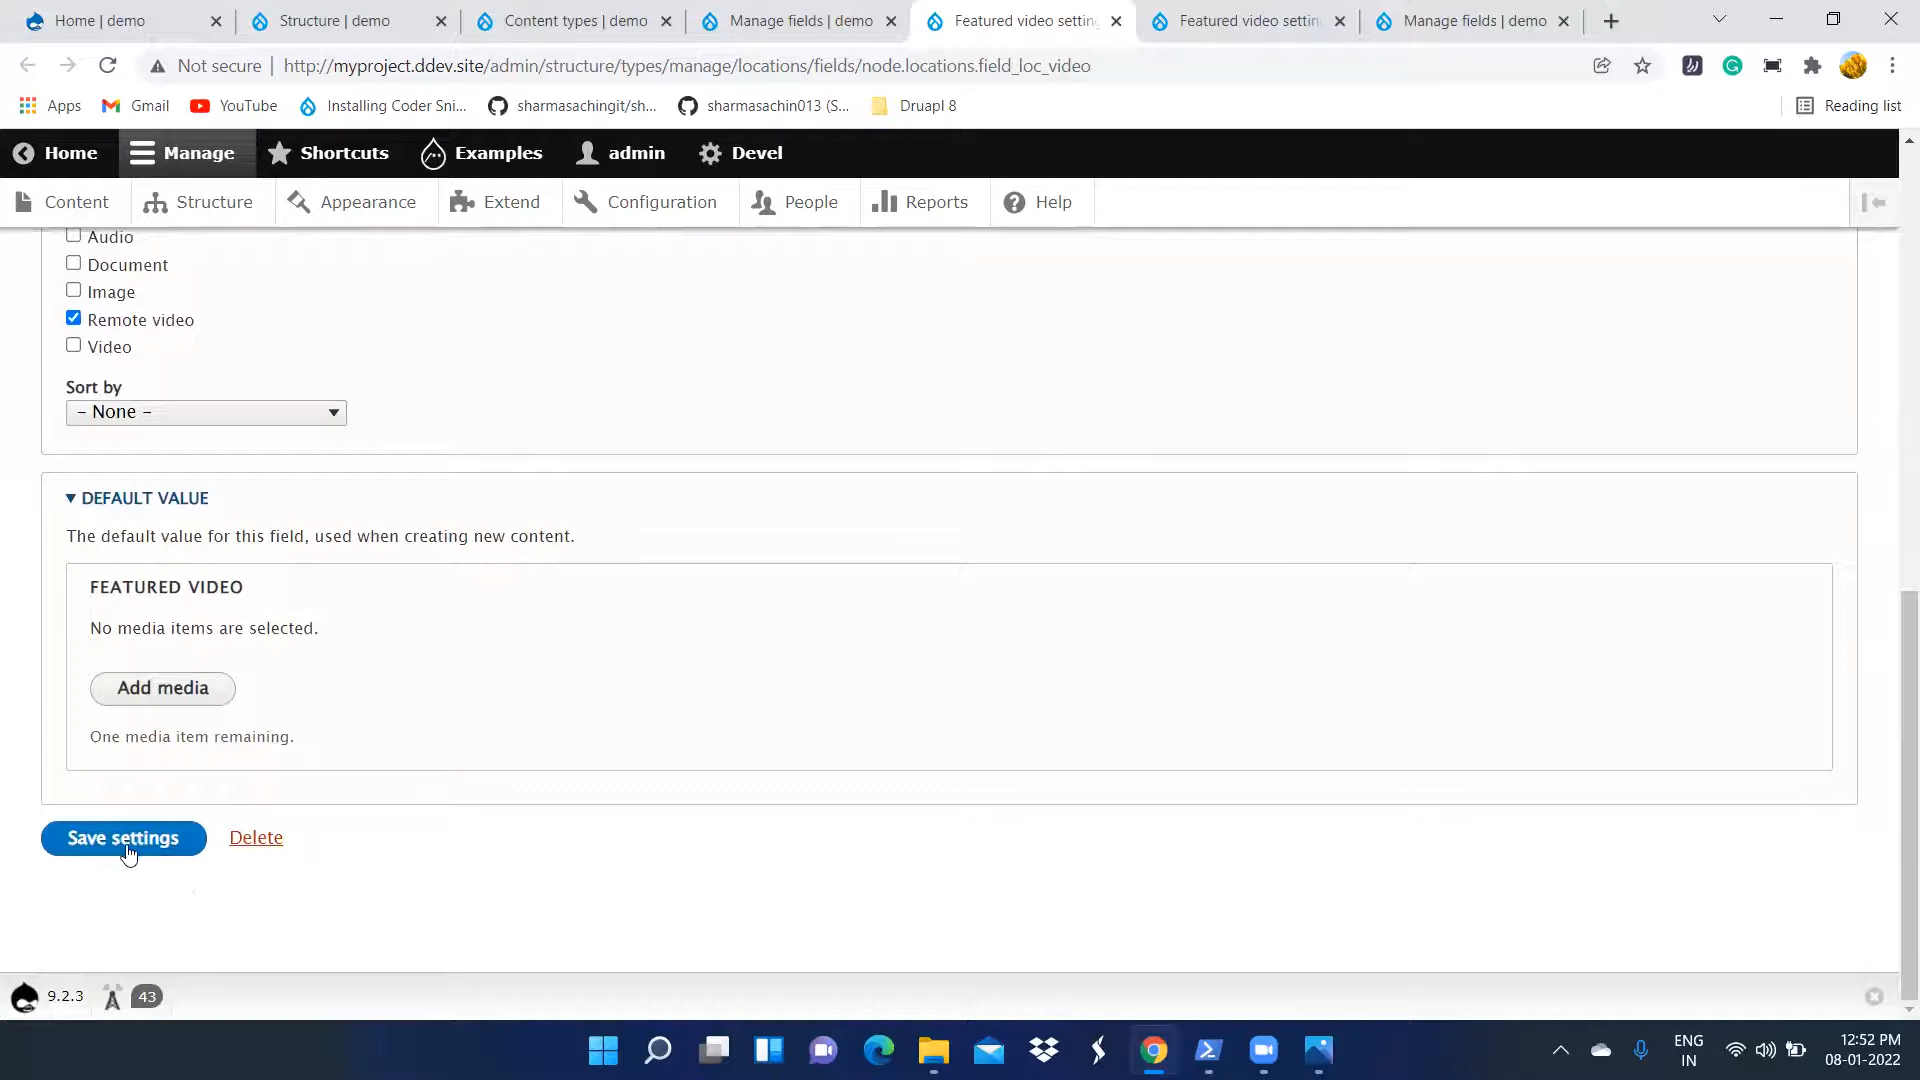 Home | demo
Structure | demo
Content types | demo
Manage fields | demo
Featured video settin
Featured video settin
Manage fields | demo
Not secure
http://myproject.ddev.site/admin/structure/types/manage/locations/fields/node.locations.field_loc_video
Apps
Gmail
YouTube
Installing Coder Sni...
sharmasachingit/sh...
sharmasachin013 (S...
Druapl 8
Reading list
Home
Manage
Shortcuts
Examples
admin
Devel
Content
Structure
Appearance
Extend
Configuration
People
Reports
Help
Audio
Document
Image
Remote video
Video
Sort by
- None -
DEFAULT VALUE
The default value for this field, used when creating new content.
FEATURED VIDEO
No media items are selected.
Add media
One media item remaining.
Save settings
Delete
9.2.3
43
ENG
IN
12:52 PM
08-01-2022